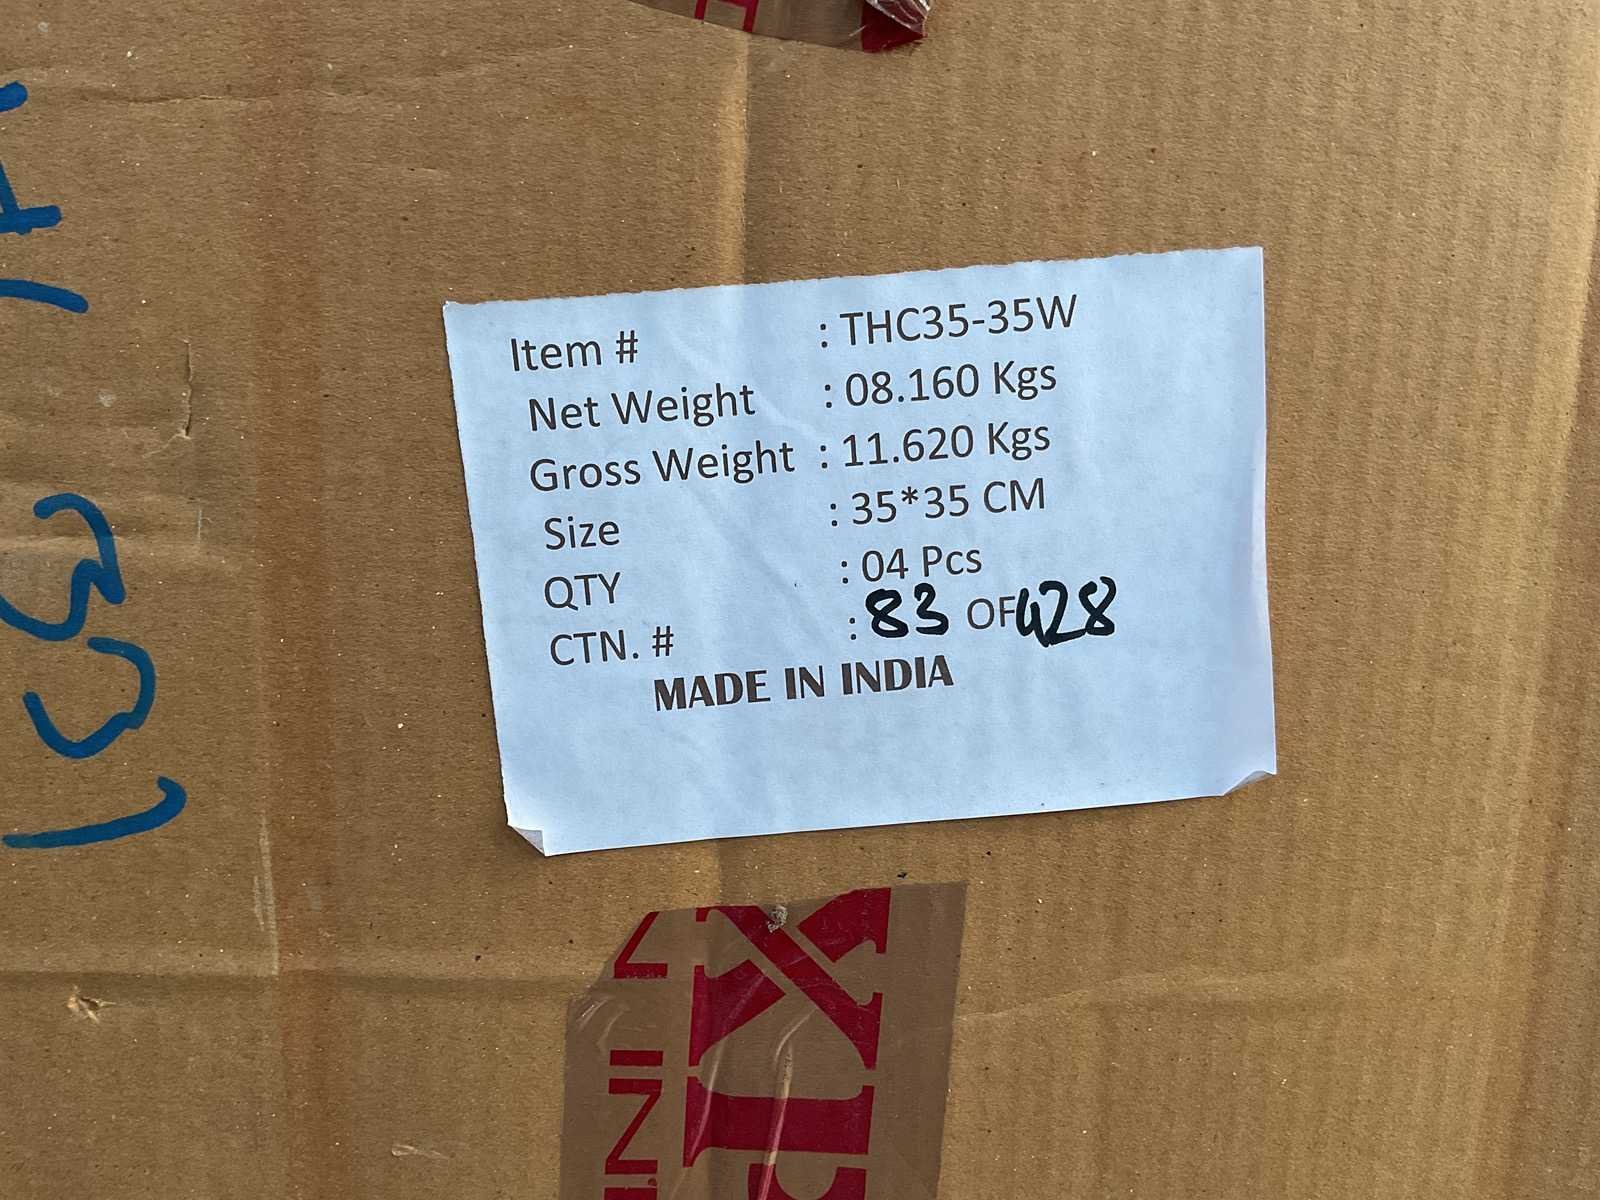 Item # : THC35-35W
Net Weight : 08.160 Kgs
Gross Weight : 11.620 Kgs
Size : 35*35 CM
QTY : 04 Pcs
CTN. # : 83 OF 428
MADE IN INDIA